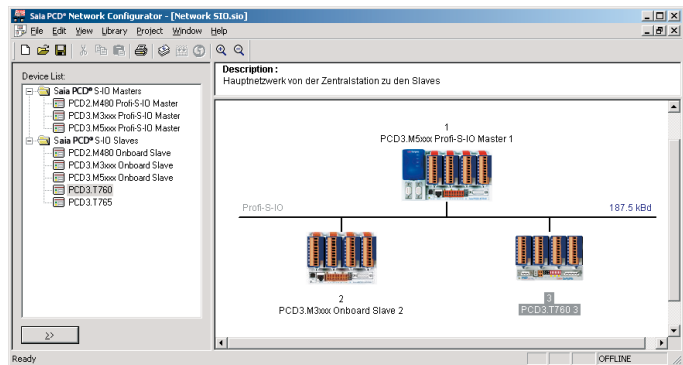 Saia PCD® Network Configurator - [Network SIO.sio]
File Edit View Library Project Window Help
Device List:
Saia PCD® S-IO Masters
PCD2.M480 Profi-S-IO Master
PCD3.M3xxx Profi-S-IO Master
PCD3.M5xxx Profi-S-IO Master
Saia PCD® S-IO Slaves
PCD2.M480 Onboard Slave
PCD3.M3xxx Onboard Slave
PCD3.M5xxx Onboard Slave
PCD3.T760
PCD3.T765
>>
Description :
Hauptnetzwerk von der Zentralstation zu den Slaves
1
PCD3.M5xxx Profi-S-IO Master 1
Profi-S-IO
187.5 kBd
2
PCD3.M3xxx Onboard Slave 2
3
PCD3.T760 3
Ready
OFFLINE